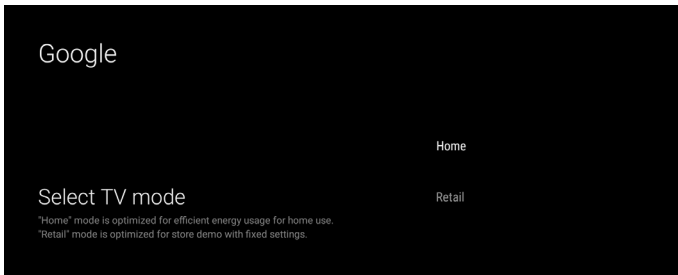 Google
Home
Select TV mode
Retail
"Home" mode is optimized for efficient energy usage for home use.
"Retail" mode is optimized for store demo with fixed settings.